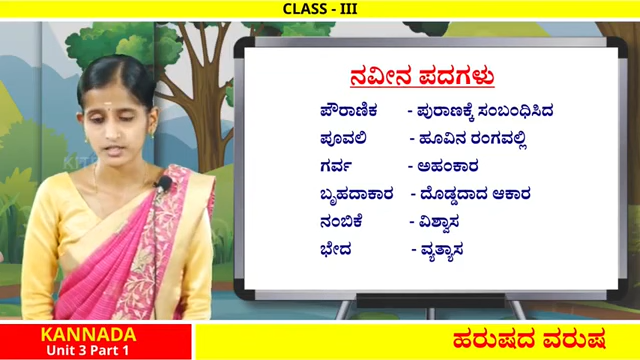 CLASS - III
ನವೀನ ಪದಗಳು
ಪೌರಾಣಿಕ - ಪುರಾಣಕ್ಕೆ ಸಂಬಂಧಿಸಿದ
ಪೂವಲಿ - ಹೂವಿನ ರಂಗವಲ್ಲಿ
ಗರ್ವ - ಅಹಂಕಾರ
ಬೃಹದಾಕಾರ - ದೊಡ್ಡದಾದ ಆಕಾರ
ನಂಬಿಕೆ - ವಿಶ್ವಾಸ
ಭೇದ - ವ್ಯತ್ಯಾಸ
KANNADA
Unit 3 Part 1
ಹರುಷದ ವರುಷ